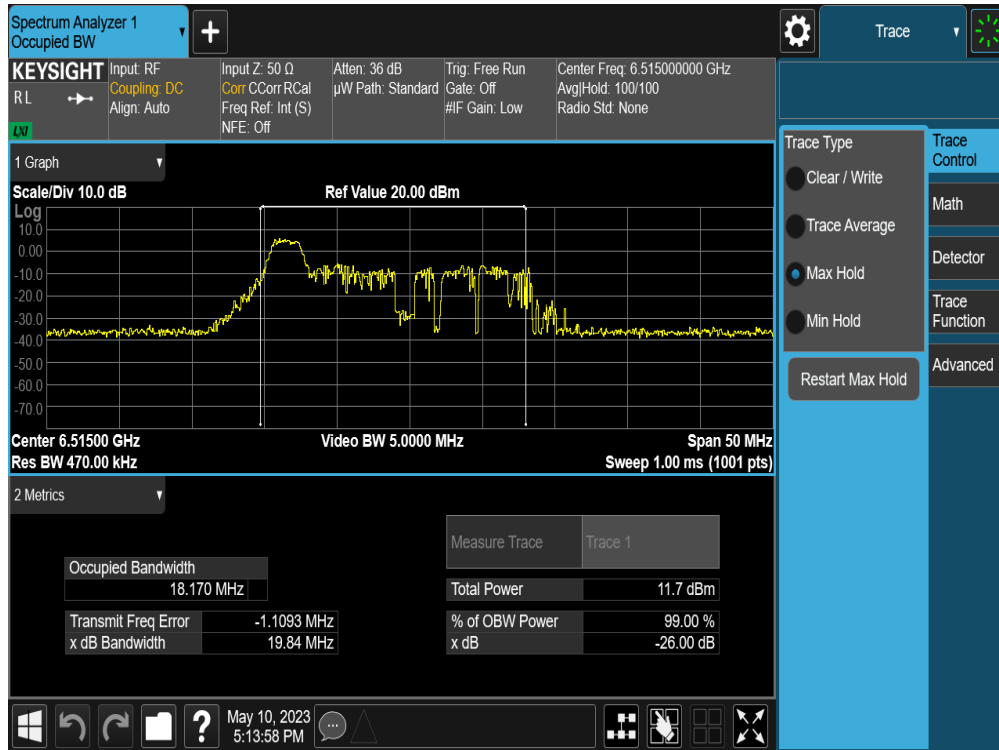 Spectrum Analyzer 1
Occupied BW
+
Trace
KEYSIGHT
R L
LXI
Input: RF
Coupling: DC
Align: Auto
Input Z: 50 Ω
Corr CCorr RCal
Freq Ref: Int (S)
NFE: Off
Atten: 36 dB
µW Path: Standard
Trig: Free Run
Gate: Off
#IF Gain: Low
Center Freq: 6.515000000 GHz
Avg|Hold: 100/100
Radio Std: None
1 Graph
Scale/Div 10.0 dB
Ref Value 20.00 dBm
Log
10.0
0.00
-10.0
-20.0
-30.0
-40.0
-50.0
-60.0
-70.0
Center 6.51500 GHz
Video BW 5.0000 MHz
Span 50 MHz
Res BW 470.00 kHz
Sweep 1.00 ms (1001 pts)
2 Metrics
Measure Trace
Trace 1
Occupied Bandwidth
18.170 MHz
Total Power
11.7 dBm
Transmit Freq Error
-1.1093 MHz
% of OBW Power
99.00 %
x dB Bandwidth
19.84 MHz
x dB
-26.00 dB
Trace Type
Clear / Write
Trace Average
Max Hold
Min Hold
Restart Max Hold
Trace
Control
Math
Detector
Trace
Function
Advanced
?
May 10, 2023
5:13:58 PM